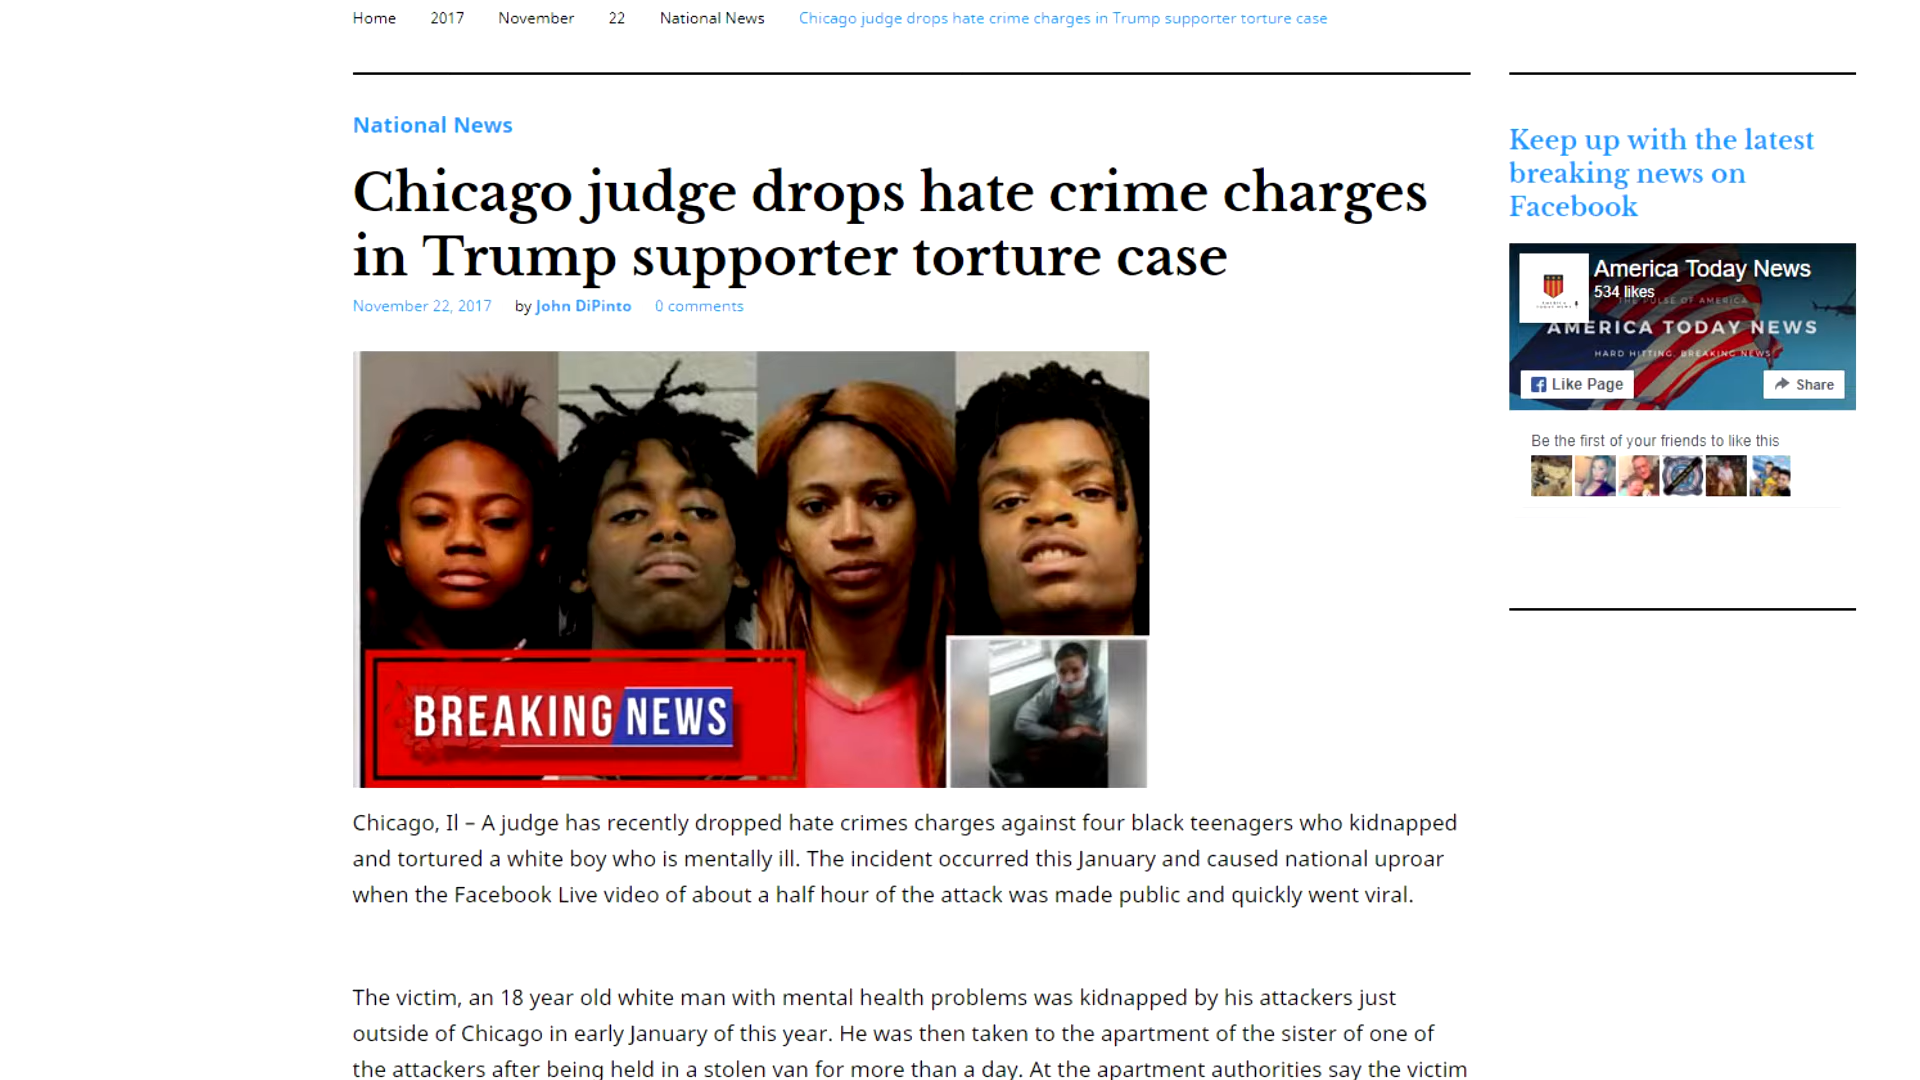 Home 2017 November 22 National News Chicago judge drops hate crime charges in Trump supporter torture case
National News
Chicago judge drops hate crime charges
in Trump supporter torture case
November 22, 2017 by John DiPinto 0 comments
BREAKING NEWS
Chicago, Il – A judge has recently dropped hate crimes charges against four black teenagers who kidnapped
and tortured a white boy who is mentally ill. The incident occurred this January and caused national uproar
when the Facebook Live video of about a half hour of the attack was made public and quickly went viral.
The victim, an 18 year old white man with mental health problems was kidnapped by his attackers just
outside of Chicago in early January of this year. He was then taken to the apartment of the sister of one of
the attackers after being held in a stolen van for more than a day. At the apartment authorities say the victim
Keep up with the latest
breaking news on
Facebook
America Today News
534 likes
THE PULSE OF AMERICA
AMERICA TODAY NEWS
HARD HITTING, BREAKING NEWS
Like Page Share
Be the first of your friends to like this